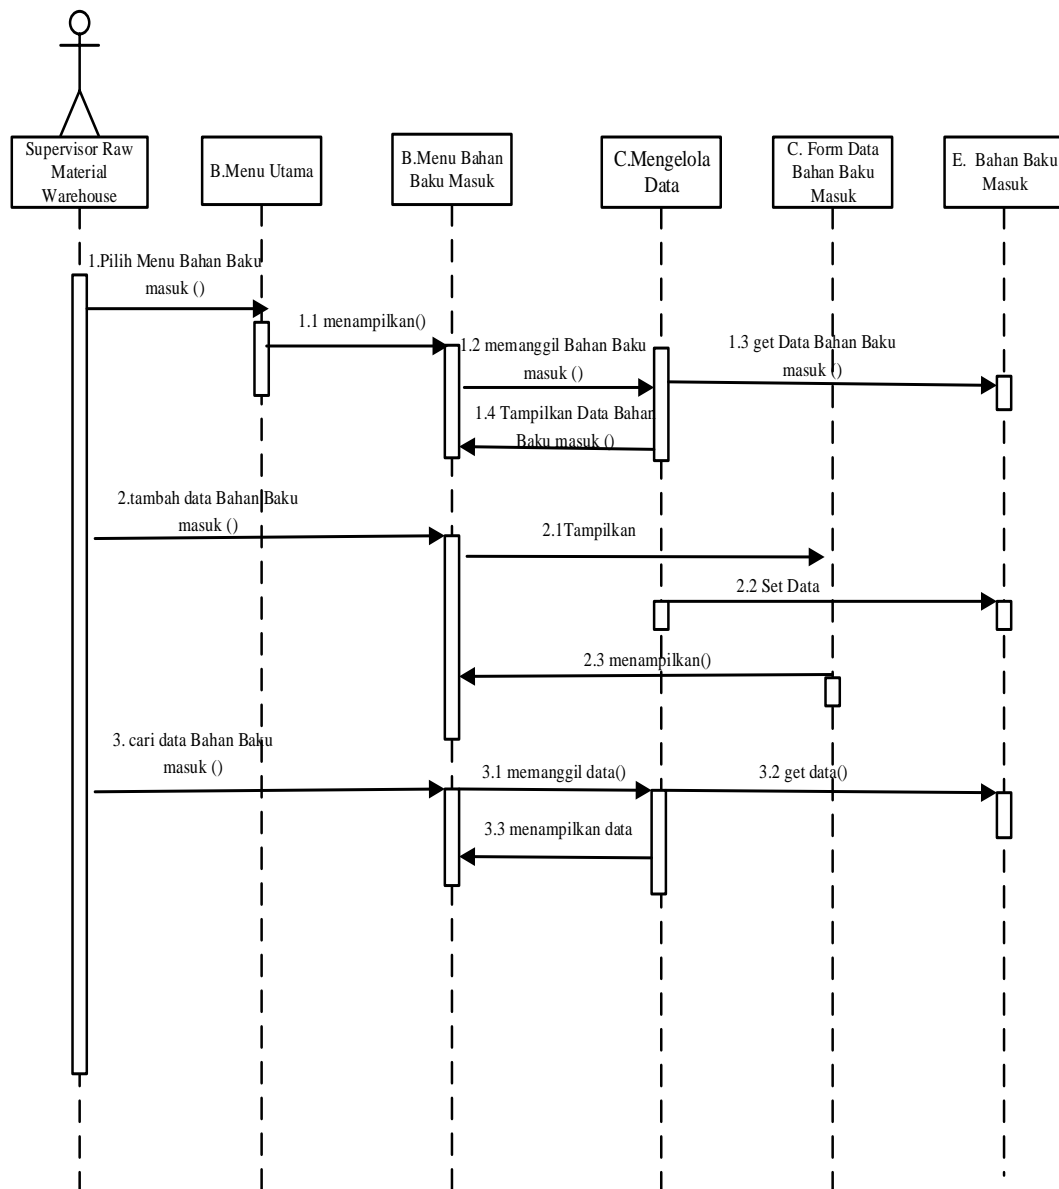 Supervisor Raw
Material
Warehouse
B.Menu Utama
B.Menu Bahan
Baku Masuk
C.Mengelola
Data
C. Form Data
Bahan Baku
Masuk
E. Bahan Baku
Masuk
1.Pilih Menu Bahan Baku
masuk ()
1.1 menampilkan()
1.2 memanggil Bahan Baku
masuk ()
1.3 get Data Bahan Baku
masuk ()
1.4 Tampilkan Data Bahan
Baku masuk ()
2.tambah data Bahan Baku
masuk ()
2.1Tampilkan
2.2 Set Data
2.3 menampilkan()
3. cari data Bahan Baku
masuk ()
3.1 memanggil data()
3.2 get data()
3.3 menampilkan data